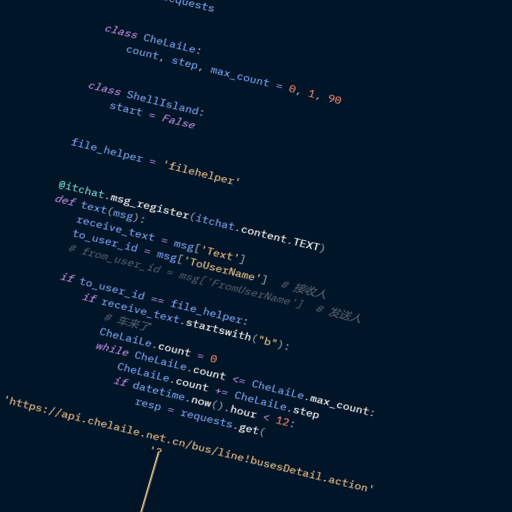 requests
class CheLaiLe:
count, step, max_count = 0, 1, 90
class ShellIsland:
start = False
file_helper = 'filehelper'
@itchat.msg_register(itchat.content.TEXT)
def text(msg):
receive_text = msg['Text']
to_user_id = msg['ToUserName'] # 接收人
# from_user_id = msg['FromUserName'] # 发送人
if to_user_id == file_helper:
if receive_text.startswith("b"):
# 车来了
CheLaiLe.count = 0
while CheLaiLe.count <= CheLaiLe.max_count:
CheLaiLe.count += CheLaiLe.step
if datetime.now().hour < 12:
resp = requests.get(
'https://api.chelaile.net.cn/bus/line!busesDetail.action'
'?